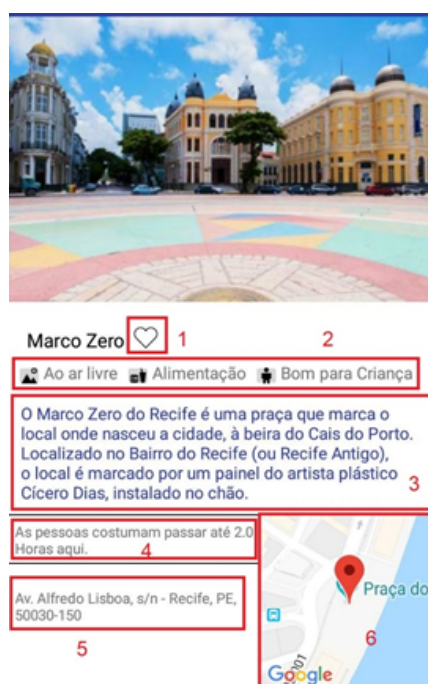 Marco Zero
1
2
Ao ar livre Alimentação Bom para Criança
O Marco Zero do Recife é uma praça que marca o
local onde nasceu a cidade, à beira do Cais do Porto.
Localizado no Bairro do Recife (ou Recife Antigo),
o local é marcado por um painel do artista plástico
Cícero Dias, instalado no chão.
3
As pessoas costumam passar até 2.0
Horas aqui.
4
Av. Alfredo Lisboa, s/n - Recife, PE,
50030-150
5
Praça do
6
Google